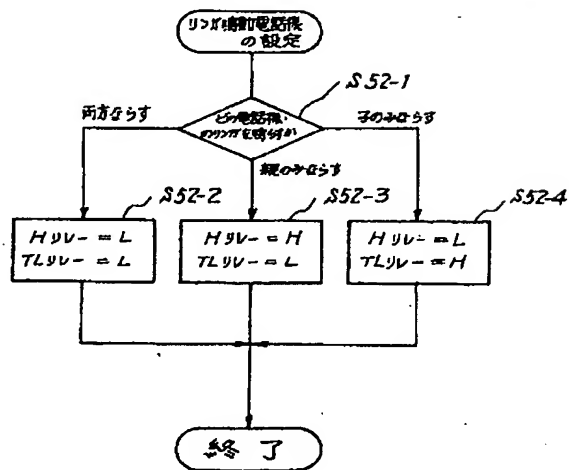 リンガ鳴動電話機
の設定
S52-1
どの電話機
のリンガを鳴らすか
両方ならす
親のみならす
子のみならす
S52-2
Hリレー=L
TLリレー=L
S52-3
Hリレー=H
TLリレー=L
S52-4
Hリレー=L
TLリレー=H
終了